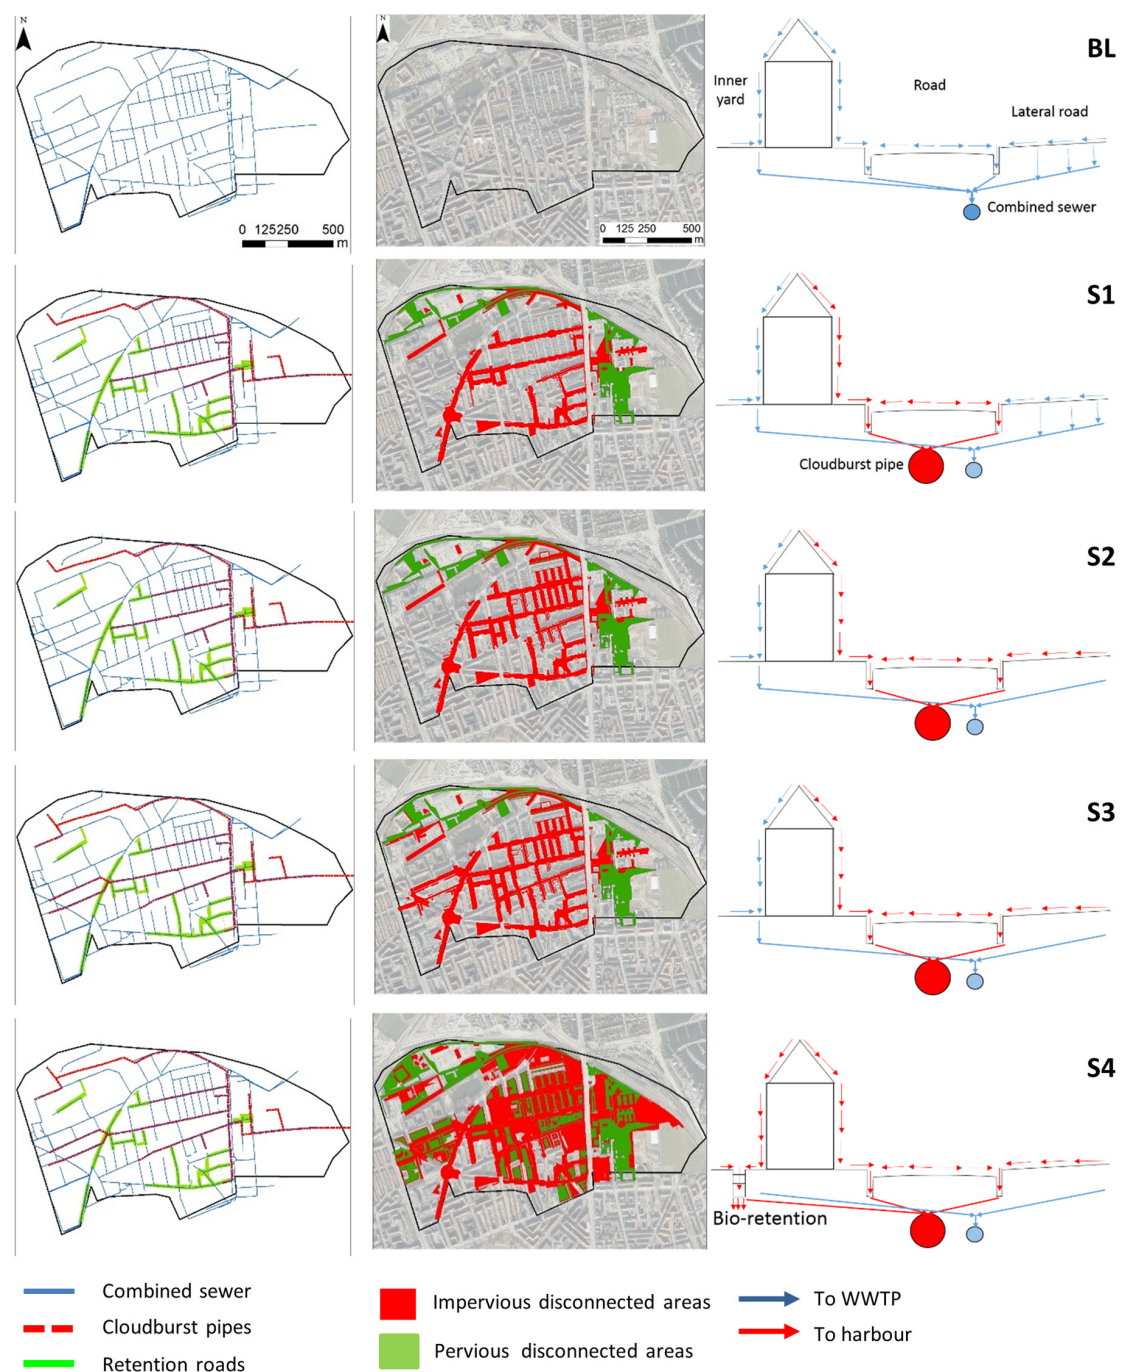 N
N
BL
Inner
yard
Road
Lateral road
Combined sewer
0 125250 500
m
0 125 250 500
m
S1
Cloudburst pipe
S2
S3
S4
Bio-retention
Combined sewer
Cloudburst pipes
Retention roads
Impervious disconnected areas
Pervious disconnected areas
To WWTP
To harbour